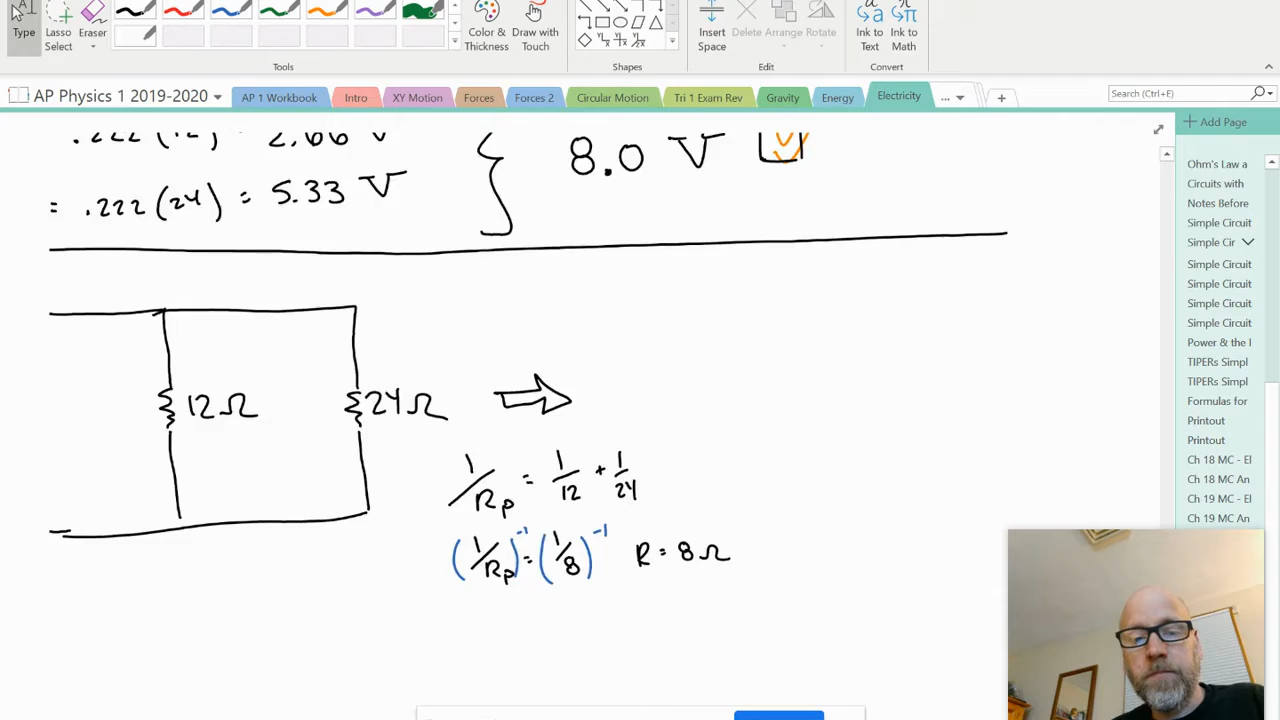 Type
Lasso Select
Eraser
Color & Thickness
Draw with Touch
Insert Space
Delete
Arrange
Rotate
Ink to Text
Ink to Math
Tools
Shapes
Edit
Convert
AP Physics 1 2019-2020
AP 1 Workbook
Intro
XY Motion
Forces
Forces 2
Circular Motion
Tri 1 Exam Rev
Gravity
Energy
Electricity
...
+
Search (Ctrl+E)
+ Add Page
.222 (12) = 2.66 V
= .222 (24) = 5.33 V
8.0 V
12Ω
24Ω
1/Rp = 1/12 + 1/24
(1/Rp)⁻¹ = (1/8)⁻¹ R = 8 Ω
Ohm's Law a
Circuits with
Notes Before
Simple Circuit
Simple Cir
Simple Circuit
Simple Circuit
Simple Circuit
Simple Circuit
Power & the I
TIPERs Simpl
TIPERs Simpl
Formulas for
Printout
Printout
Ch 18 MC - El
Ch 18 MC An
Ch 19 MC - El
Ch 19 MC An